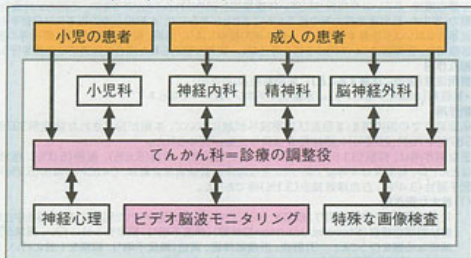 小児の患者
成人の患者
小児科
神経内科
精神科
脳神経外科
てんかん科＝診療の調整役
神経心理
ビデオ脳波モニタリング
特殊な画像検査